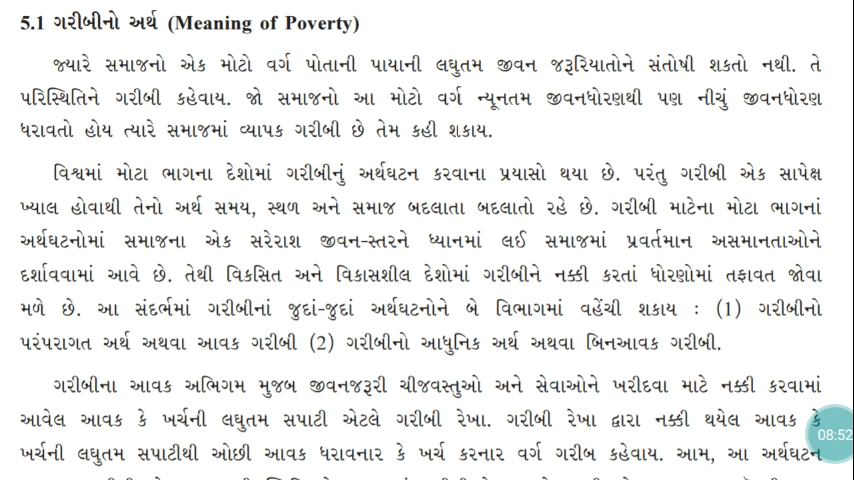 5.1 ગરીબીનો અર્થ (Meaning of Poverty)
જ્યારે સમાજનો એક મોટો વર્ગ પોતાની પાયાની લઘુતમ જીવન જરૂરિયાતોને સંતોષી શકતો નથી. તે
પરિસ્થિતિને ગરીબી કહેવાય. જો સમાજનો આ મોટો વર્ગ ન્યૂનતમ જીવનધોરણથી પણ નીચું જીવનધોરણ
ધરાવતો હોય ત્યારે સમાજમાં વ્યાપક ગરીબી છે તેમ કહી શકાય.
વિશ્વમાં મોટા ભાગના દેશોમાં ગરીબીનું અર્થઘટન કરવાના પ્રયાસો થયા છે. પરંતુ ગરીબી એક સાપેક્ષ
ખ્યાલ હોવાથી તેનો અર્થ સમય, સ્થળ અને સમાજ બદલાતા બદલાતો રહે છે. ગરીબી માટેના મોટા ભાગનાં
અર્થઘટનોમાં સમાજના એક સરેરાશ જીવન-સ્તરને ધ્યાનમાં લઈ સમાજમાં પ્રવર્તમાન અસમાનતાઓને
દર્શાવવામાં આવે છે. તેથી વિકસિત અને વિકાસશીલ દેશોમાં ગરીબીને નક્કી કરતાં ધોરણોમાં તફાવત જોવા
મળે છે. આ સંદર્ભમાં ગરીબીનાં જુદાં-જુદાં અર્થઘટનોને બે વિભાગમાં વહેંચી શકાય : (1) ગરીબીનો
પરંપરાગત અર્થ અથવા આવક ગરીબી (2) ગરીબીનો આધુનિક અર્થ અથવા બિનઆવક ગરીબી.
ગરીબીના આવક અભિગમ મુજબ જીવનજરૂરી ચીજવસ્તુઓ અને સેવાઓને ખરીદવા માટે નક્કી કરવામાં
આવેલ આવક કે ખર્ચની લઘુતમ સપાટી એટલે ગરીબી રેખા. ગરીબી રેખા દ્વારા નક્કી થયેલ આવક કે
ખર્ચની લઘુતમ સપાટીથી ઓછી આવક ધરાવનાર કે ખર્ચ કરનાર વર્ગ ગરીબ કહેવાય. આમ, આ અર્થઘટન
08:52